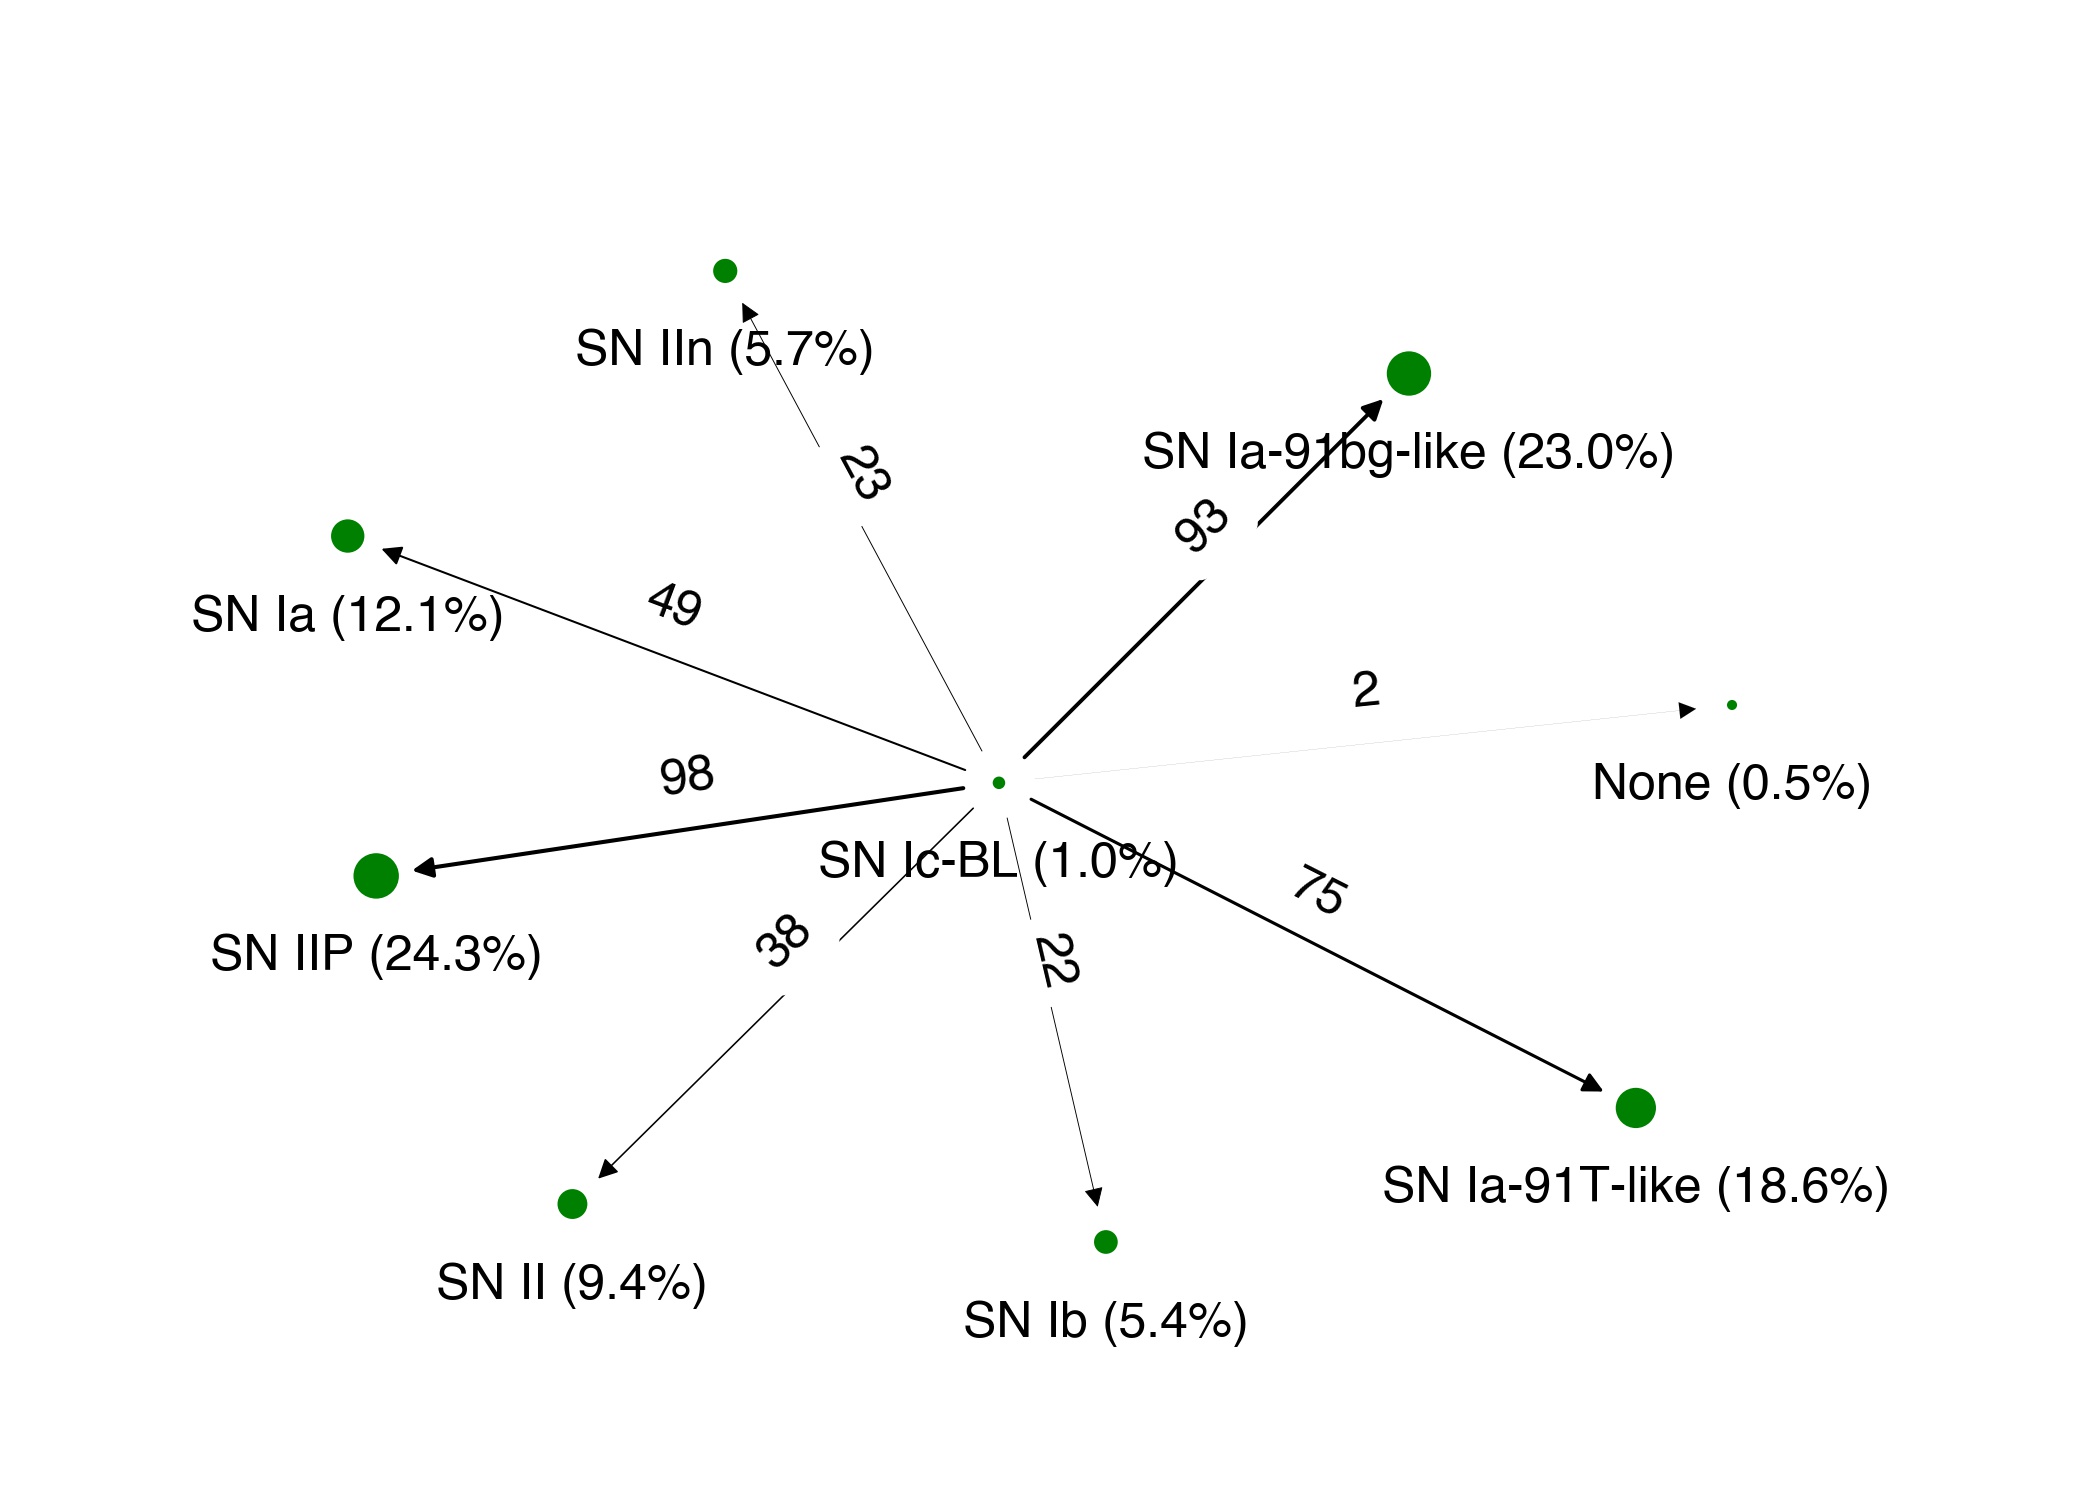 SN IIn (5.7%)
SN Ia-91bg-like (23.0%)
23
93
SN Ia (12.1%)
49
2
98
None (0.5%)
SN Ic-BL (1.0%)
75
SN IIP (24.3%)
38
22
SN Ia-91T-like (18.6%)
SN II (9.4%)
SN Ib (5.4%)